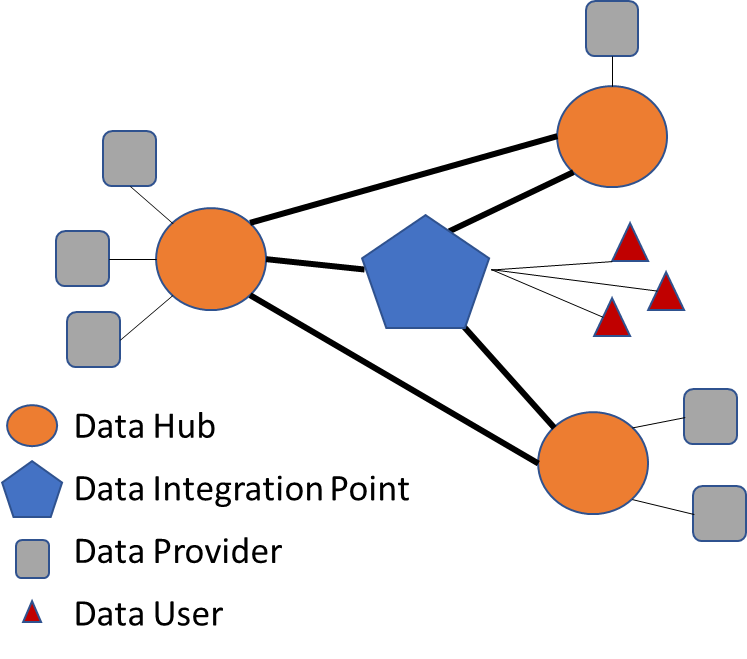 Data Hub
Data Integration Point
Data Provider
Data User